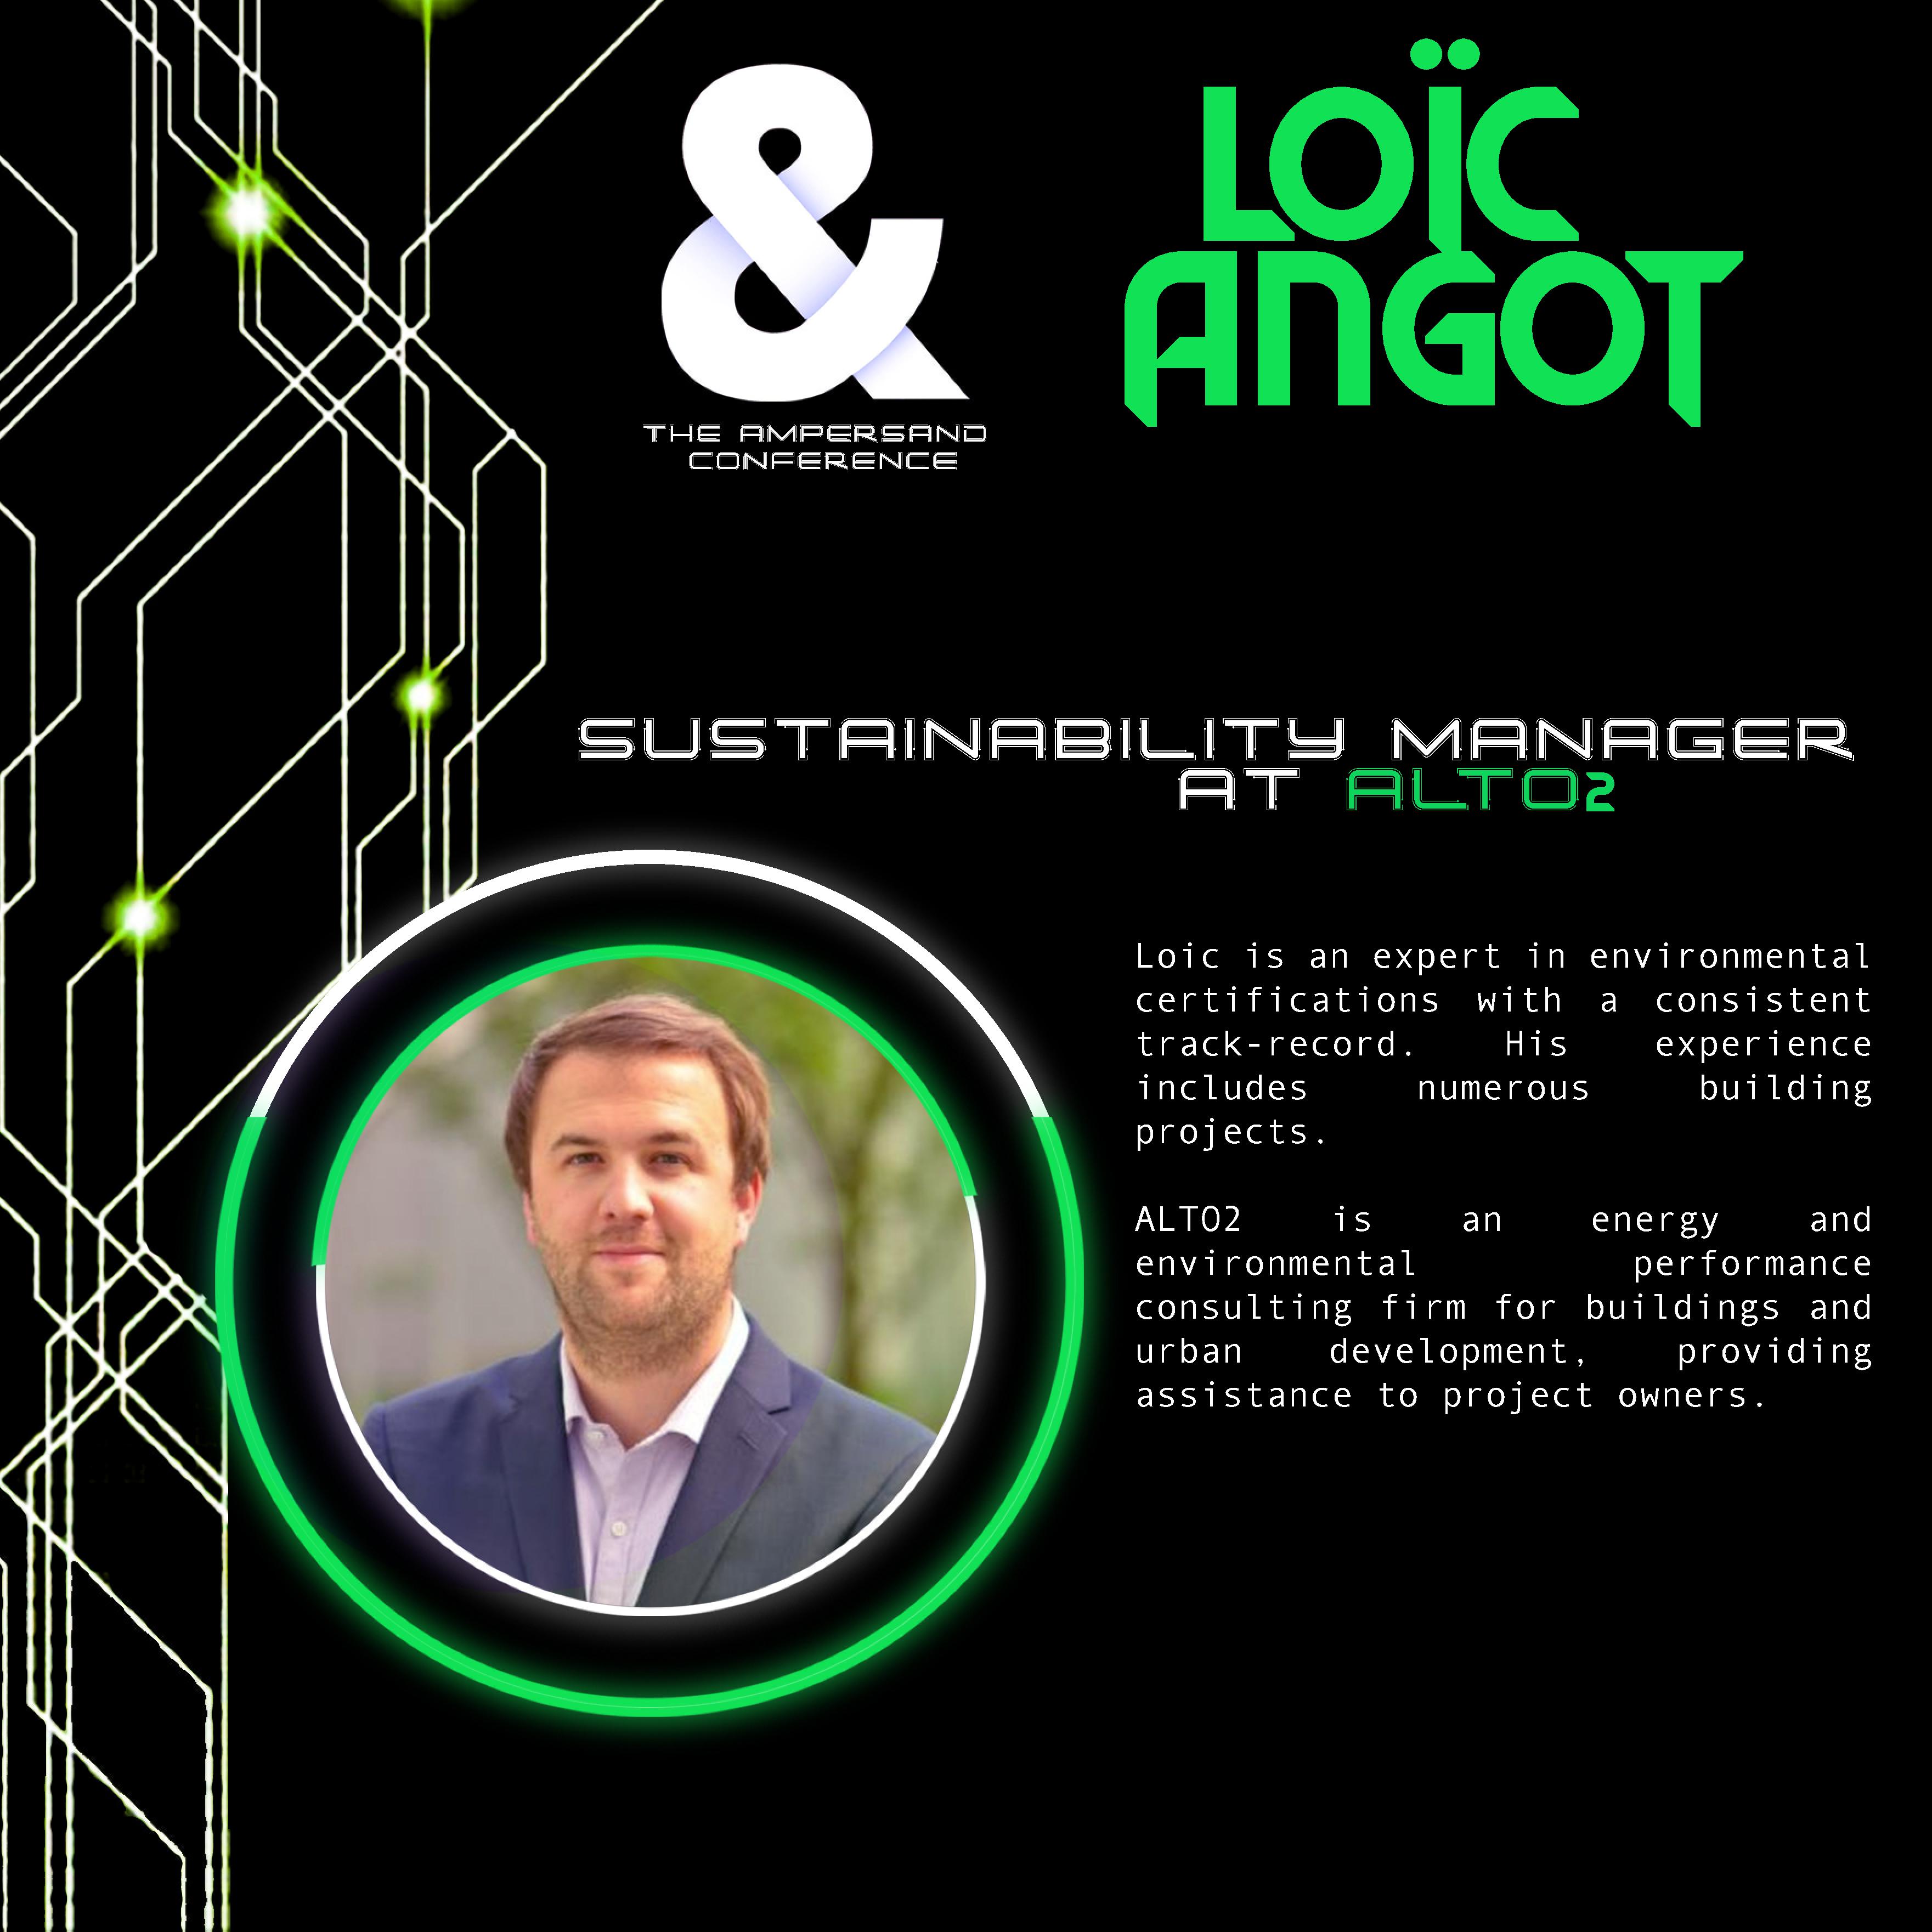 &
THE AMPERSAND
CONFERENCE
LOÏC
ANGOT
SUSTAINABILITY MANAGER
AT ALTO2
Loic is an expert in environmental
certifications with a consistent
track-record. His experience
includes numerous building
projects.
ALTO2 is an energy and
environmental performance
consulting firm for buildings and
urban development, providing
assistance to project owners.